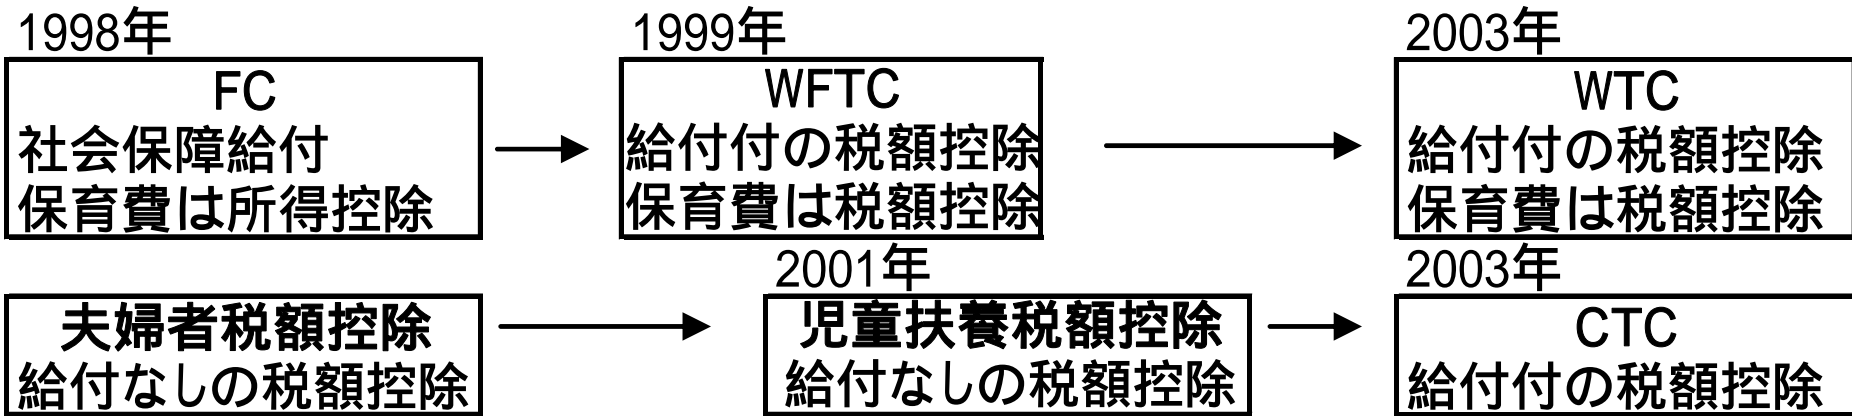 1998年
FC
社会保障給付
保育費は所得控除
1999年
WFTC
給付付の税額控除
保育費は税額控除
2003年
WTC
給付付の税額控除
保育費は税額控除
夫婦者税額控除
給付なしの税額控除
2001年
児童扶養税額控除
給付なしの税額控除
2003年
CTC
給付付の税額控除